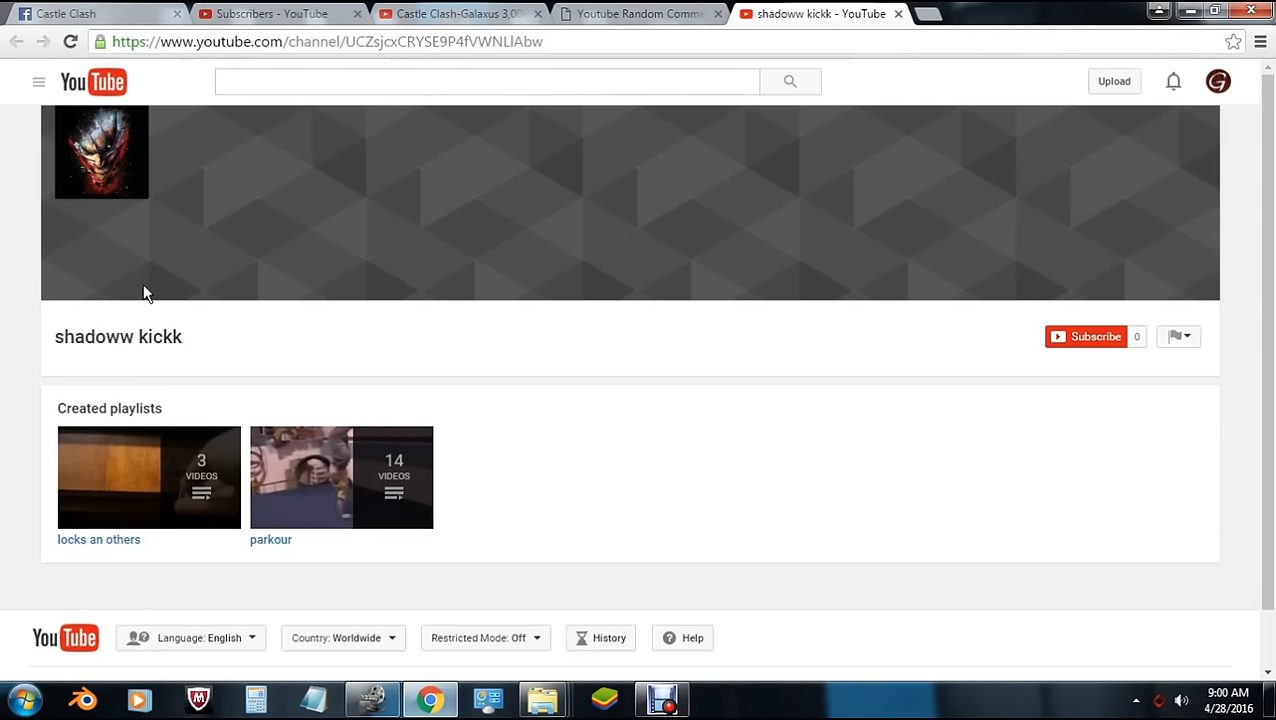 Castle Clash
Subscribers - YouTube
Castle Clash-Galaxus 3,00
Youtube Random Comme
shadoww kickk - YouTube
https://www.youtube.com/channel/UCZsjcxCRYSE9P4fVWNLlAbw
YouTube
Upload
G
shadoww kickk
Subscribe 0
Created playlists
3 VIDEOS
14 VIDEOS
locks an others
parkour
YouTube
Language: English
Country: Worldwide
Restricted Mode: Off
History
Help
9:00 AM
4/28/2016